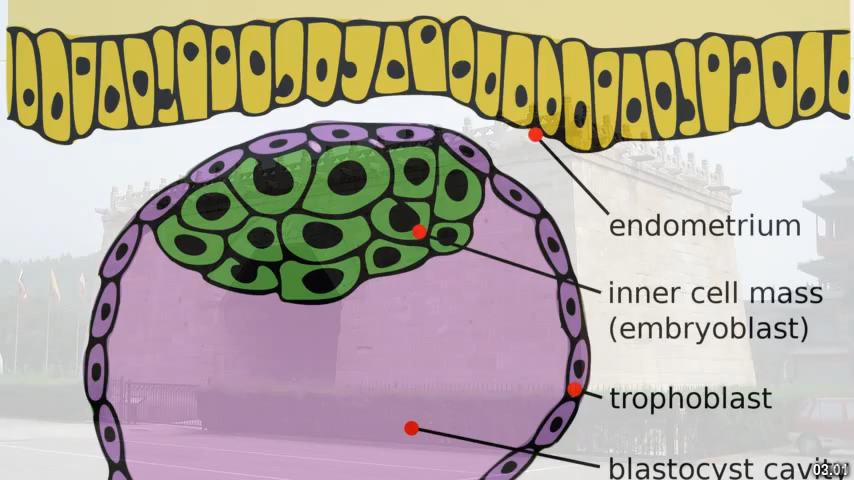 endometrium
inner cell mass
(embryoblast)
trophoblast
blastocyst cavity
03.01